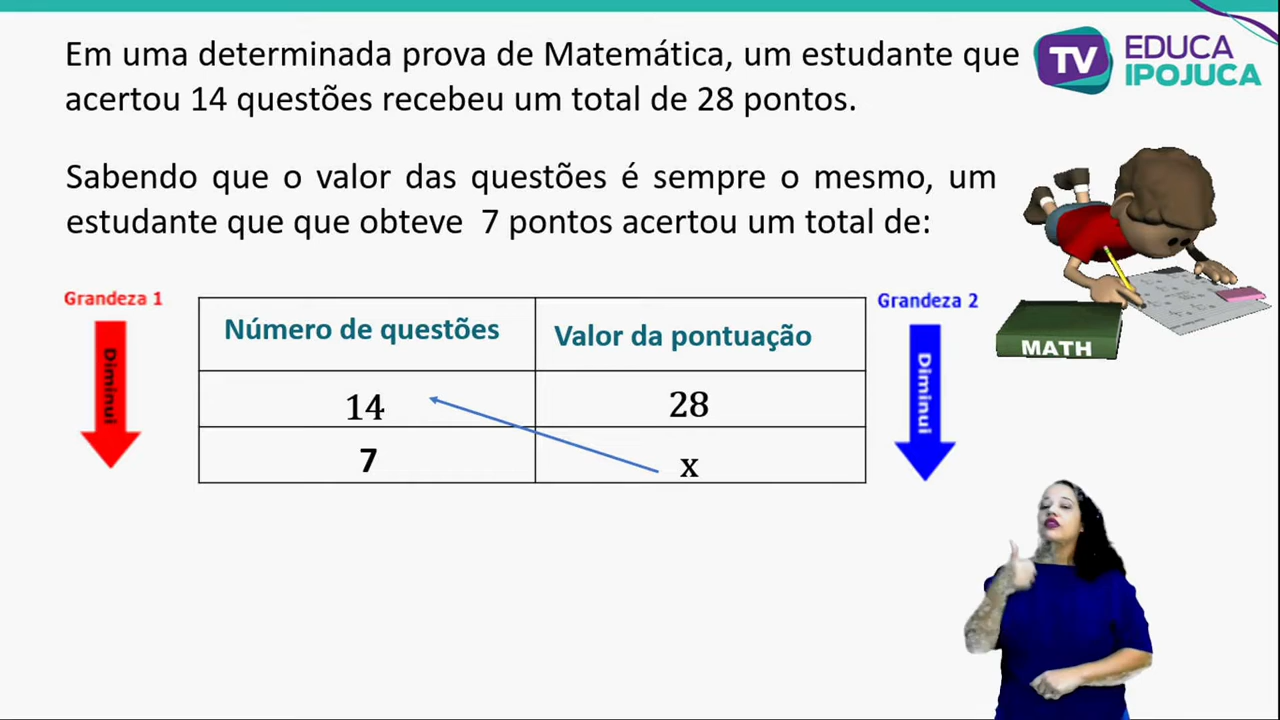 Em uma determinada prova de Matemática, um estudante que
acertou 14 questões recebeu um total de 28 pontos.
TV EDUCA
IPOJUCA
Sabendo que o valor das questões é sempre o mesmo, um
estudante que que obteve 7 pontos acertou um total de:
Grandeza 1
Diminui
Número de questões
Valor da pontuação
14
28
7
x
Grandeza 2
Diminui
MATH